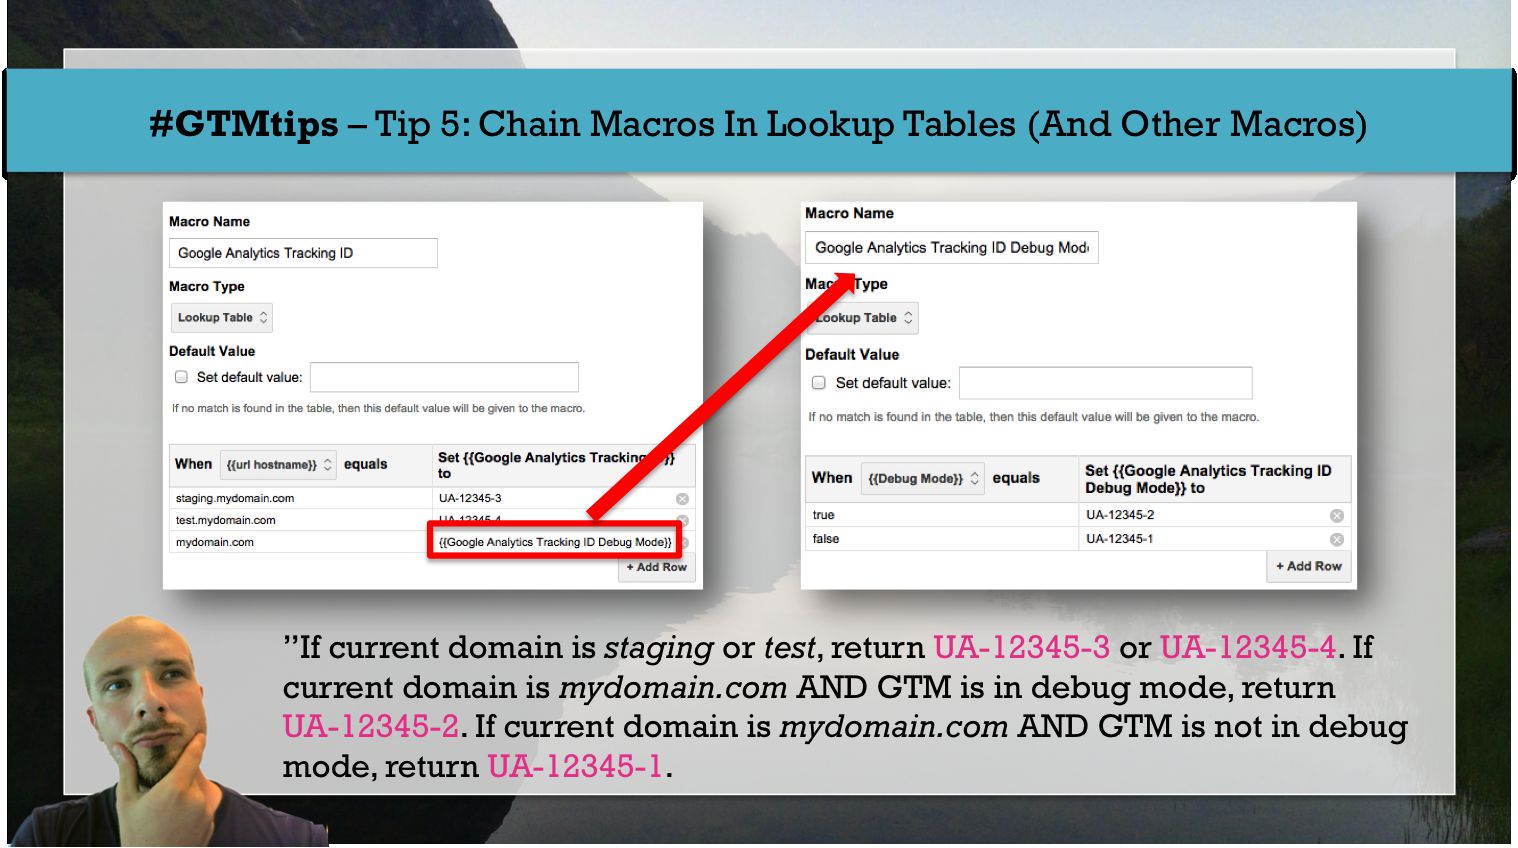 #GTMtips – Tip 5: Chain Macros In Lookup Tables (And Other Macros)
Macro Name
Google Analytics Tracking ID
Macro Type
Lookup Table
Default Value
Set default value:
If no match is found in the table, then this default value will be given to the macro.
When {{url hostname}} equals
Set {{Google Analytics Tracking }}
to
staging.mydomain.com UA-12345-3
test.mydomain.com UA-12345-4
mydomain.com {{Google Analytics Tracking ID Debug Mode}}
+ Add Row
Macro Name
Google Analytics Tracking ID Debug Mod
Macro Type
Lookup Table
Default Value
Set default value:
If no match is found in the table, then this default value will be given to the macro.
When {{Debug Mode}} equals
Set {{Google Analytics Tracking ID
Debug Mode}} to
true UA-12345-2
false UA-12345-1
+ Add Row
”If current domain is staging or test, return UA-12345-3 or UA-12345-4. If
current domain is mydomain.com AND GTM is in debug mode, return
UA-12345-2. If current domain is mydomain.com AND GTM is not in debug
mode, return UA-12345-1.